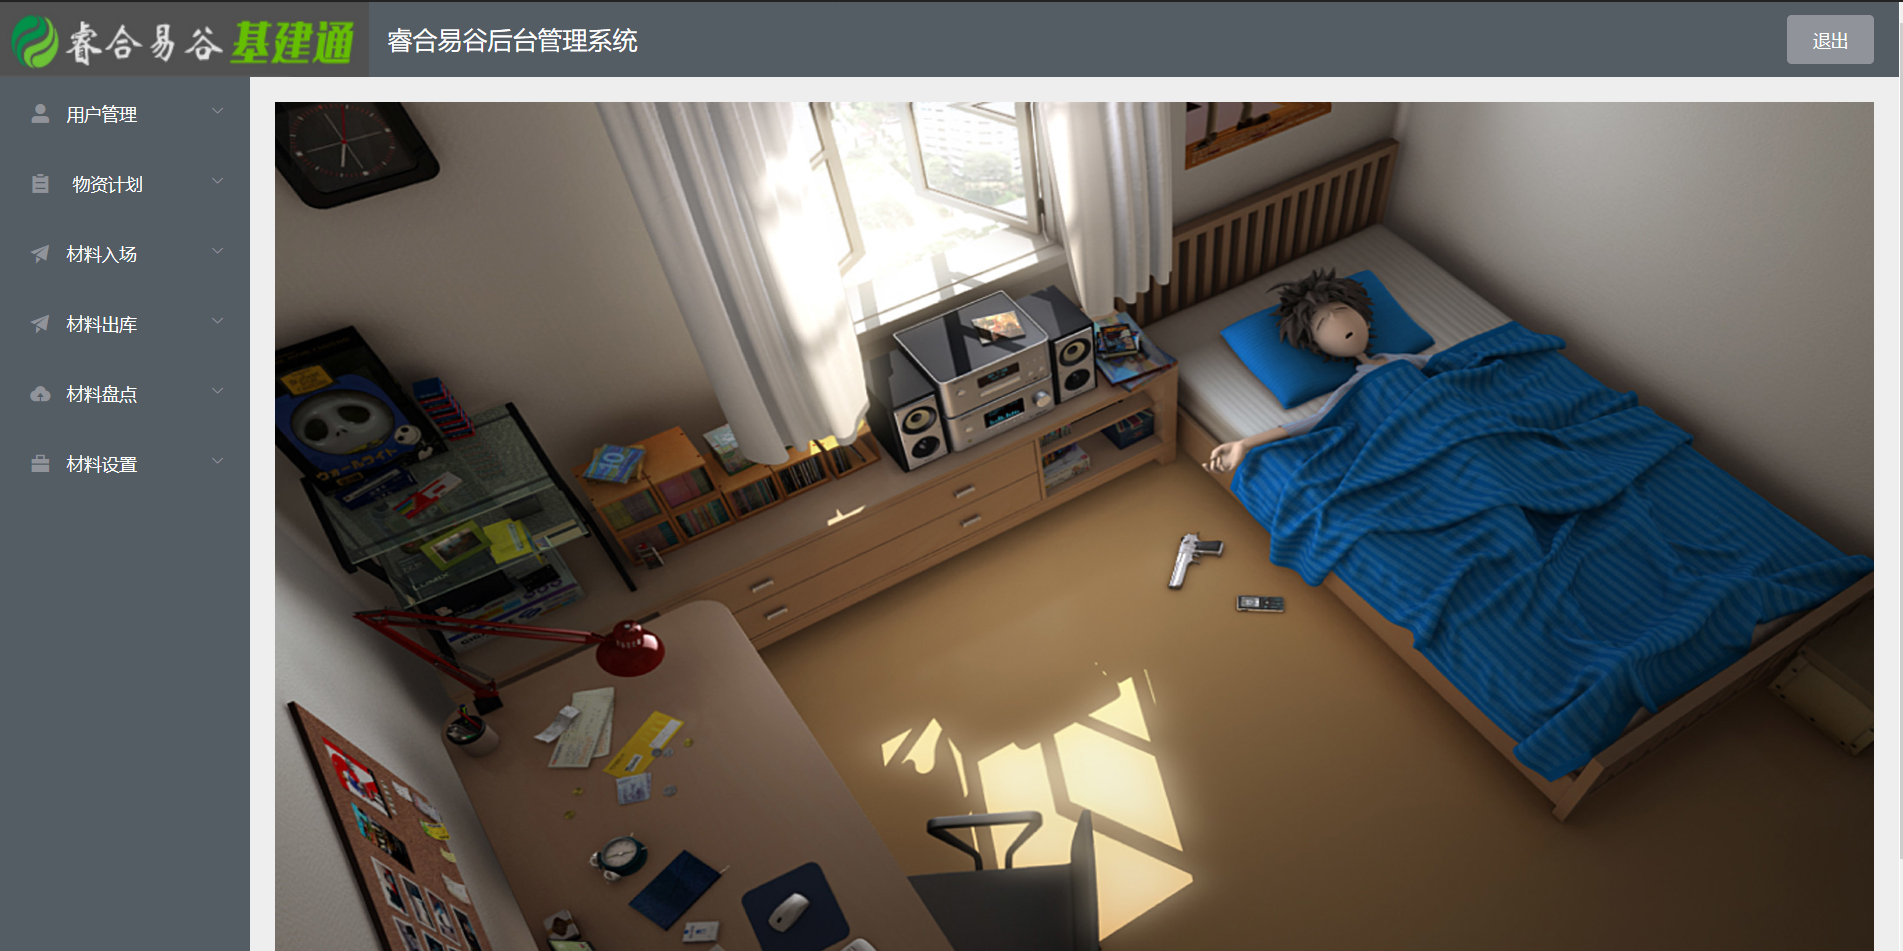 睿合易谷基建通
睿合易谷后台管理系统
退出
用户管理
物资计划
材料入场
材料出库
材料盘点
材料设置
10
LUMIX